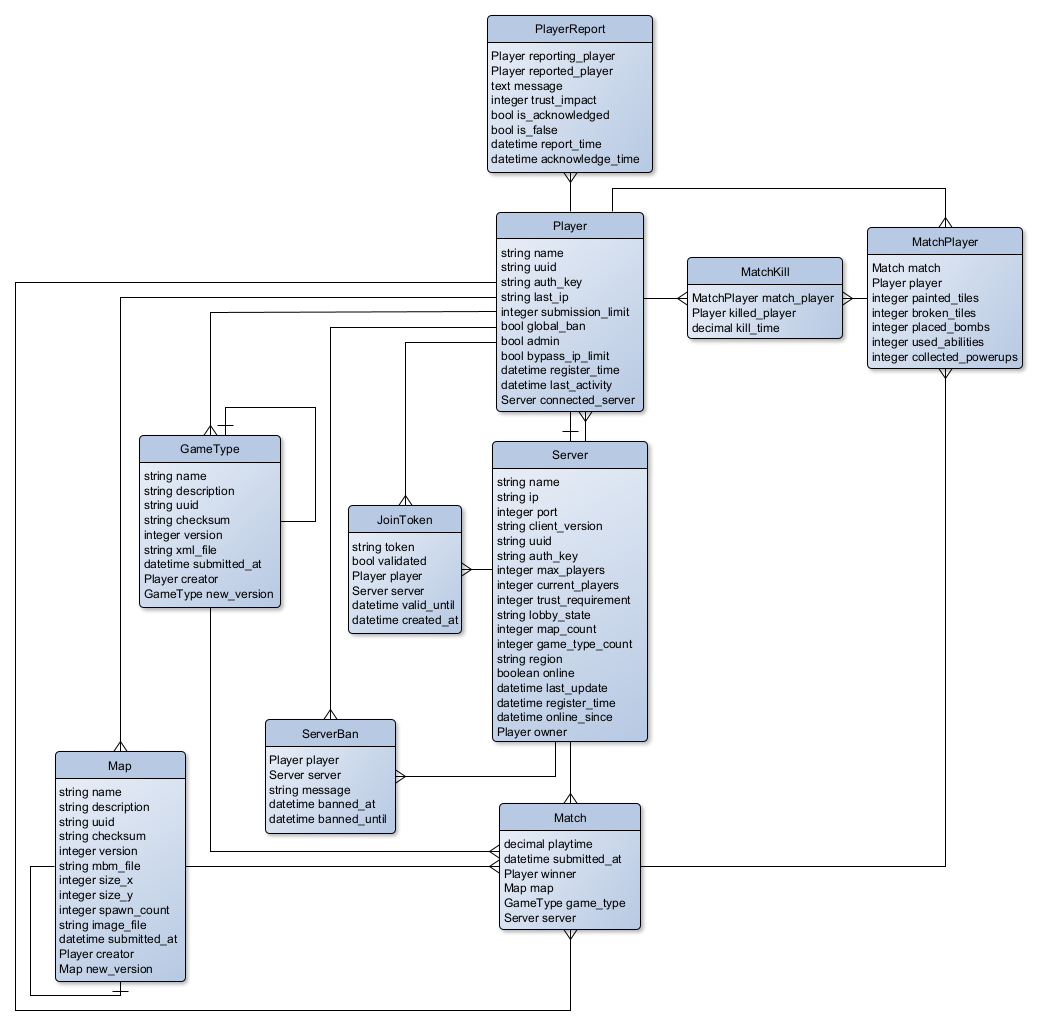 PlayerReport
Player reporting_player
Player reported_player
text message
integer trust_impact
bool is_acknowledged
bool is_false
datetime report_time
datetime acknowledge_time
Player
string name
string uuid
string auth_key
string last_ip
integer submission_limit
bool global_ban
bool admin
bool bypass_ip_limit
datetime register_time
datetime last_activity
Server connected_server
MatchKill
MatchPlayer match_player
Player killed_player
decimal kill_time
MatchPlayer
Match match
Player player
integer painted_tiles
integer broken_tiles
integer placed_bombs
integer used_abilities
integer collected_powerups
GameType
string name
string description
string uuid
string checksum
integer version
string xml_file
datetime submitted_at
Player creator
GameType new_version
JoinToken
string token
bool validated
Player player
Server server
datetime valid_until
datetime created_at
Server
string name
string ip
integer port
string client_version
string uuid
string auth_key
integer max_players
integer current_players
integer trust_requirement
string lobby_state
integer map_count
integer game_type_count
string region
boolean online
datetime last_update
datetime register_time
datetime online_since
Player owner
ServerBan
Player player
Server server
string message
datetime banned_at
datetime banned_until
Map
string name
string description
string uuid
string checksum
integer version
string mbm_file
integer size_x
integer size_y
integer spawn_count
string image_file
datetime submitted_at
Player creator
Map new_version
Match
decimal playtime
datetime submitted_at
Player winner
Map map
GameType game_type
Server server